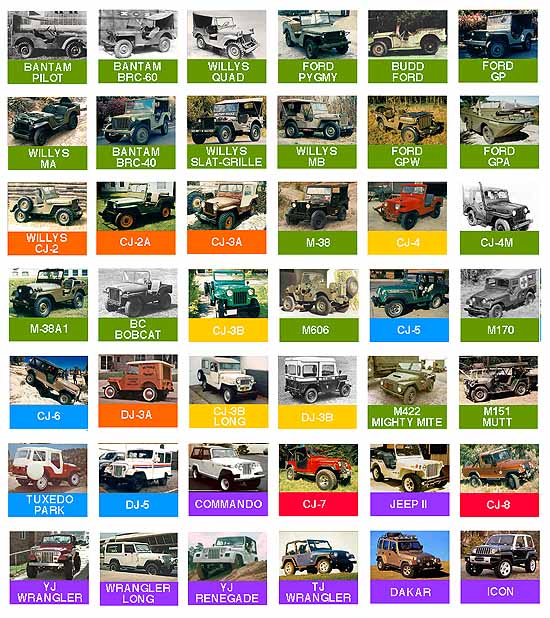 BANTAM
PILOT
BANTAM
BRC-60
WILLYS
QUAD
FORD
PYGMY
BUDD
FORD
FORD
GP
WILLYS
MA
BANTAM
BRC-40
WILLYS
SLAT-GRILLE
WILLYS
MB
FORD
GPW
FORD
GPA
WILLYS
CJ-2
CJ-2A
CJ-3A
M-38
CJ-4
CJ-4M
M-38A1
BC
BOBCAT
CJ-3B
M606
CJ-5
M170
CJ-6
DJ-3A
CJ-3B
LONG
DJ-3B
M422
MIGHTY MITE
M151
MUTT
TUXEDO
PARK
DJ-5
COMMANDO
CJ-7
JEEP II
CJ-8
YJ
WRANGLER
WRANGLER
LONG
YJ
RENEGADE
TJ
WRANGLER
DAKAR
ICON